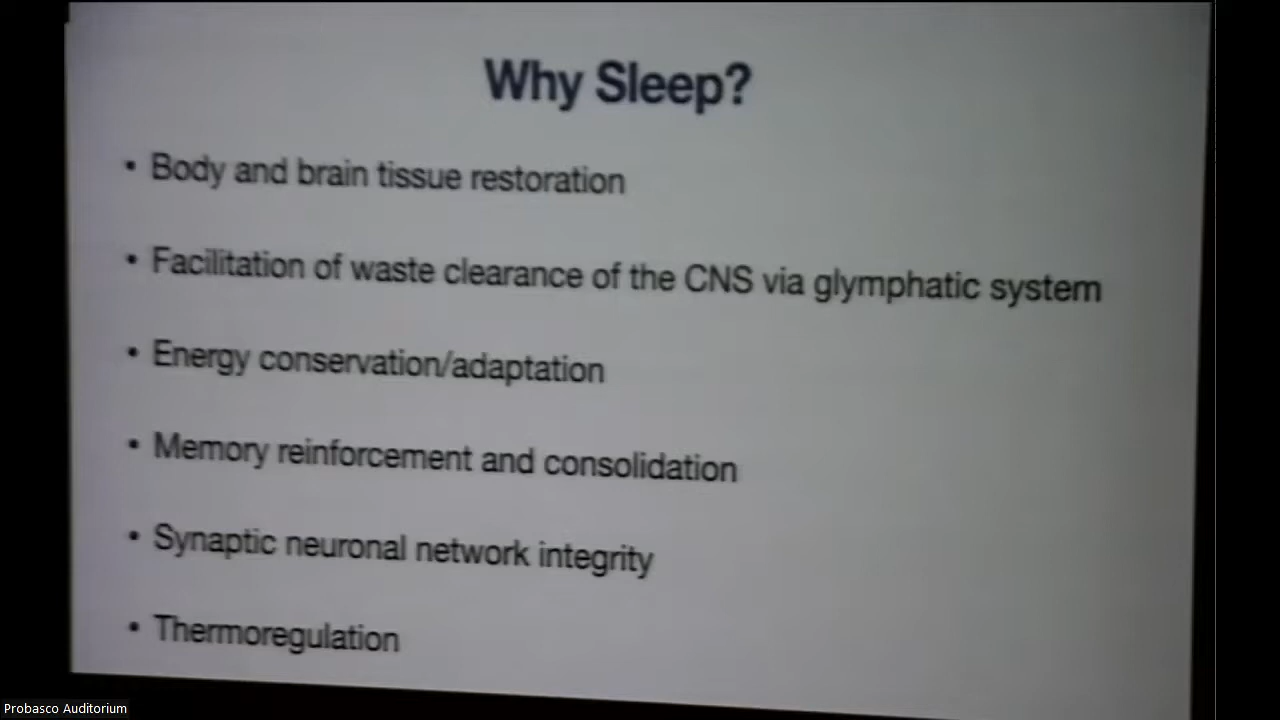 Why Sleep?
• Body and brain tissue restoration
• Facilitation of waste clearance of the CNS via glymphatic system
• Energy conservation/adaptation
• Memory reinforcement and consolidation
• Synaptic neuronal network integrity
• Thermoregulation
Probasco Auditorium